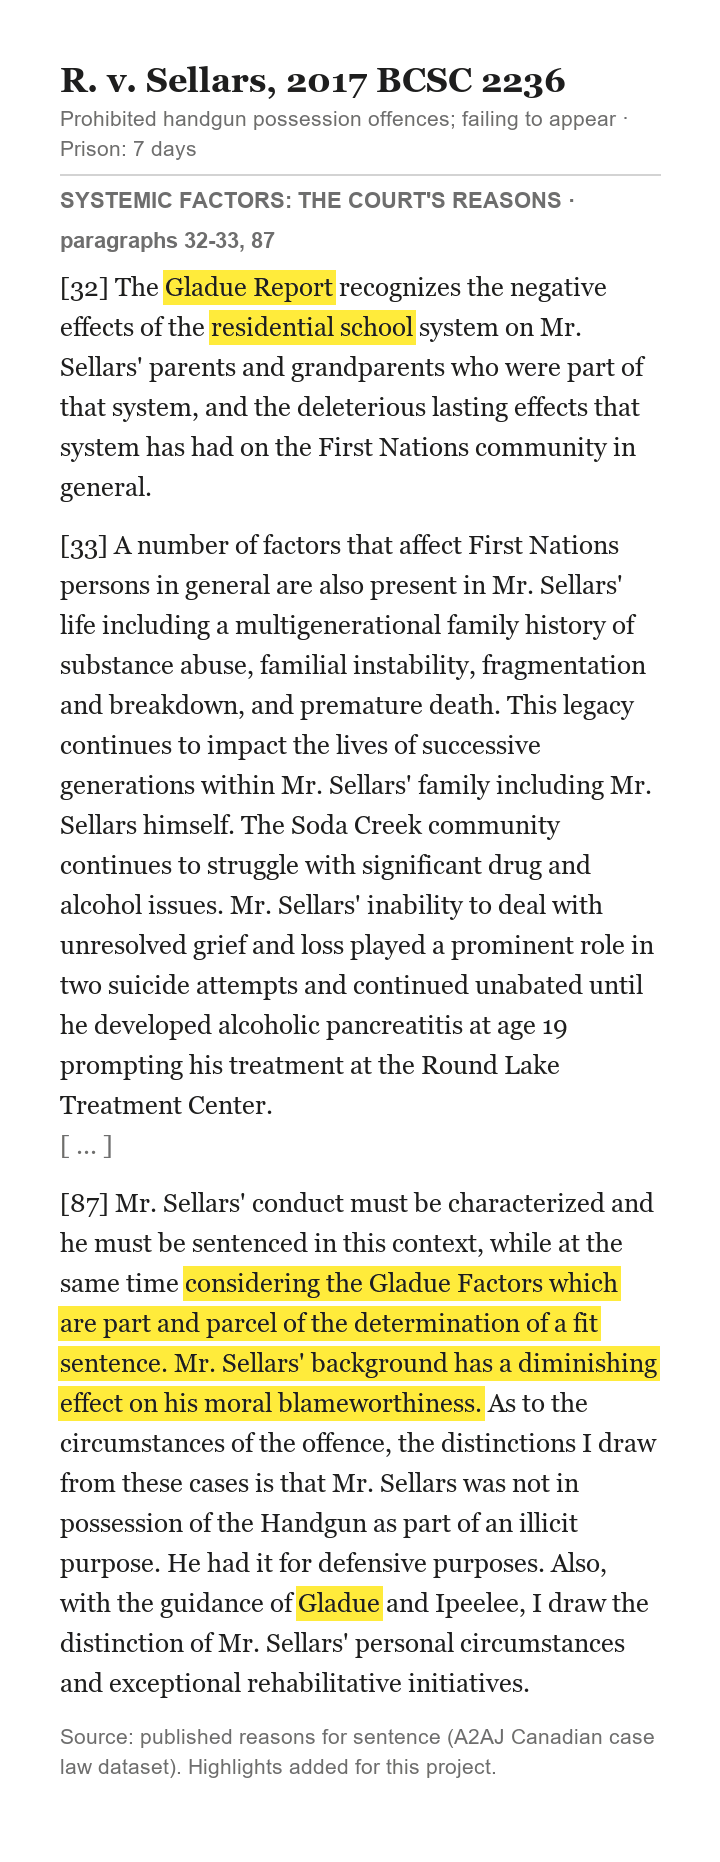 R. v. Sellars, 2017 BCSC 2236
Prohibited handgun possession offences; failing to appear ·
Prison: 7 days
SYSTEMIC FACTORS: THE COURT'S REASONS ·
paragraphs 32-33, 87
[32] The Gladue Report recognizes the negative
effects of the residential school system on Mr.
Sellars' parents and grandparents who were part of
that system, and the deleterious lasting effects that
system has had on the First Nations community in
general.
[33] A number of factors that affect First Nations
persons in general are also present in Mr. Sellars'
life including a multigenerational family history of
substance abuse, familial instability, fragmentation
and breakdown, and premature death. This legacy
continues to impact the lives of successive
generations within Mr. Sellars' family including Mr.
Sellars himself. The Soda Creek community
continues to struggle with significant drug and
alcohol issues. Mr. Sellars' inability to deal with
unresolved grief and loss played a prominent role in
two suicide attempts and continued unabated until
he developed alcoholic pancreatitis at age 19
prompting his treatment at the Round Lake
Treatment Center.
[ ... ]
[87] Mr. Sellars' conduct must be characterized and
he must be sentenced in this context, while at the
same time considering the Gladue Factors which
are part and parcel of the determination of a fit
sentence. Mr. Sellars' background has a diminishing
effect on his moral blameworthiness. As to the
circumstances of the offence, the distinctions I draw
from these cases is that Mr. Sellars was not in
possession of the Handgun as part of an illicit
purpose. He had it for defensive purposes. Also,
with the guidance of Gladue and Ipeelee, I draw the
distinction of Mr. Sellars' personal circumstances
and exceptional rehabilitative initiatives.
Source: published reasons for sentence (A2AJ Canadian case
law dataset). Highlights added for this project.